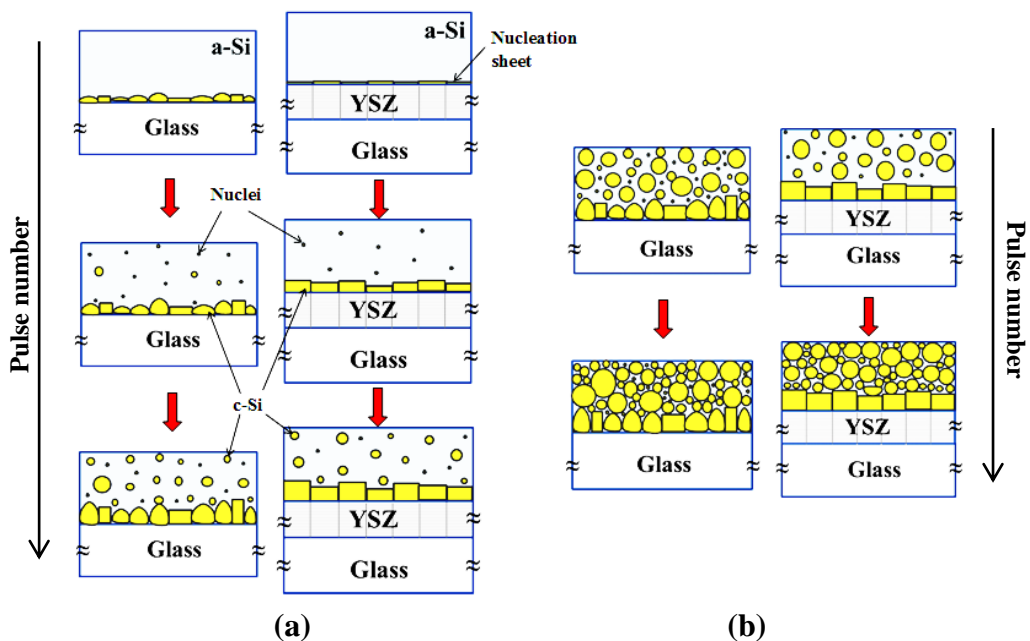 a-Si
Glass
a-Si
Nucleation
sheet
YSZ
Glass
Nuclei
Glass
YSZ
Glass
c-Si
Glass
YSZ
Glass
Pulse number
(a)
Glass
YSZ
Glass
Glass
YSZ
Glass
Pulse number
(b)